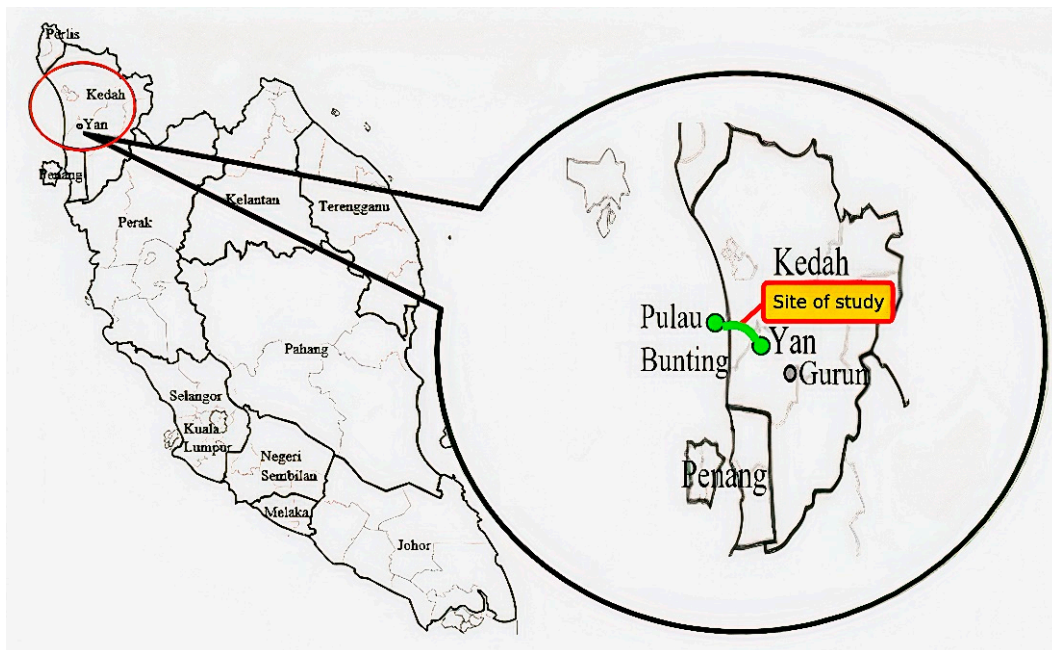 Perlis
Kedah
Yan
Penang
Perak
Kelantan
Terengganu
Pahang
Selangor
Kuala
Lumpur
Negeri
Sembilan
Melaka
Johor
Kedah
Site of study
Pulau
Bunting
Yan
Gurun
Penang